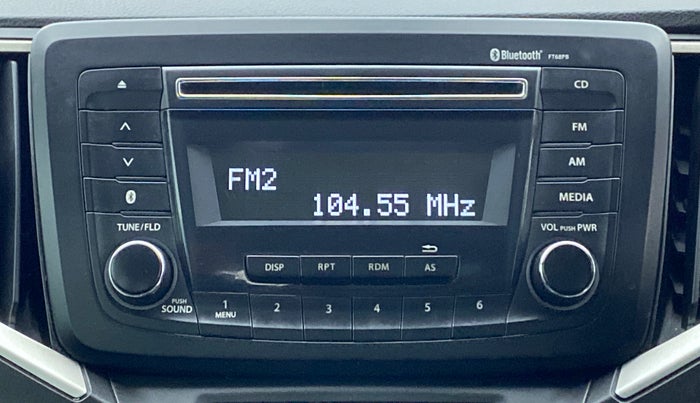 Bluetooth® FT68PB
CD
FM
AM
MEDIA
FM2
104.55 MHz
TUNE/FLD
VOL PUSH PWR
DISP RPT RDM AS
PUSH
SOUND
1 2 3 4 5 6
MENU